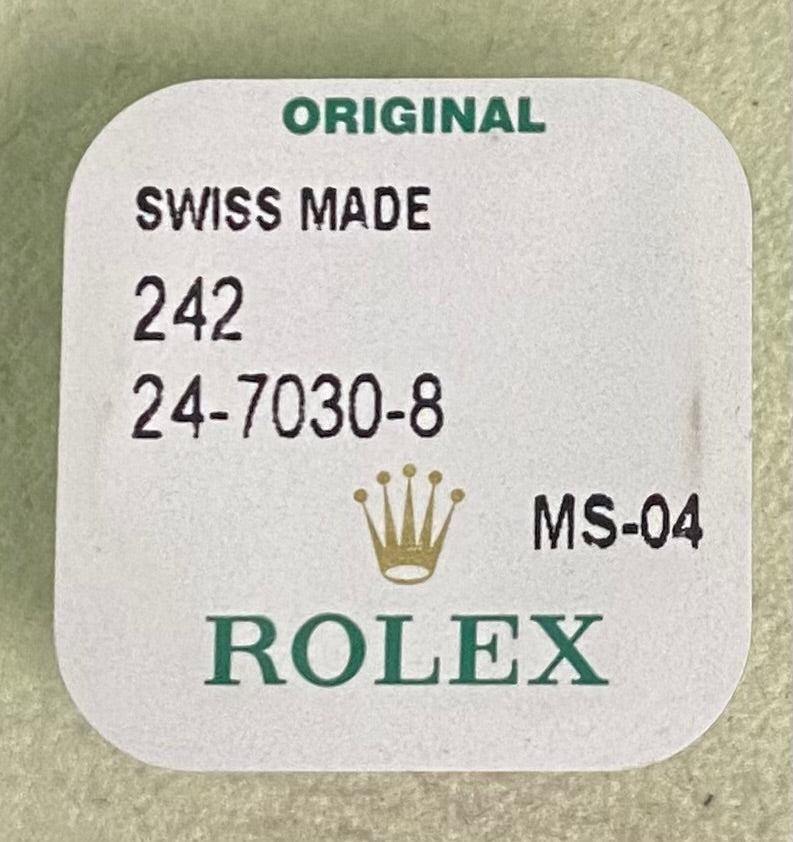 ORIGINAL
SWISS MADE
242
24-7030-8
MS-04
ROLEX